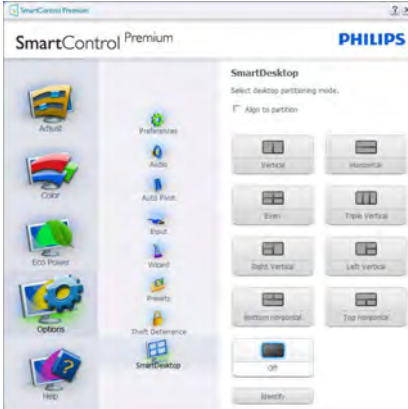 SmartControl Premium
? x
SmartControl Premium
PHILIPS
Adjust
Color
Eco Power
Options
Help
Preferences
Audio
Auto Pivot
Input
Wizard
Presets
Theft Deterrence
SmartDesktop
SmartDesktop
Select desktop partitioning mode.
Align to partition
Vertical
Horizontal
Even
Triple Vertical
Right Vertical
Left Vertical
Bottom Horizontal
Top Horizontal
Off
Identify